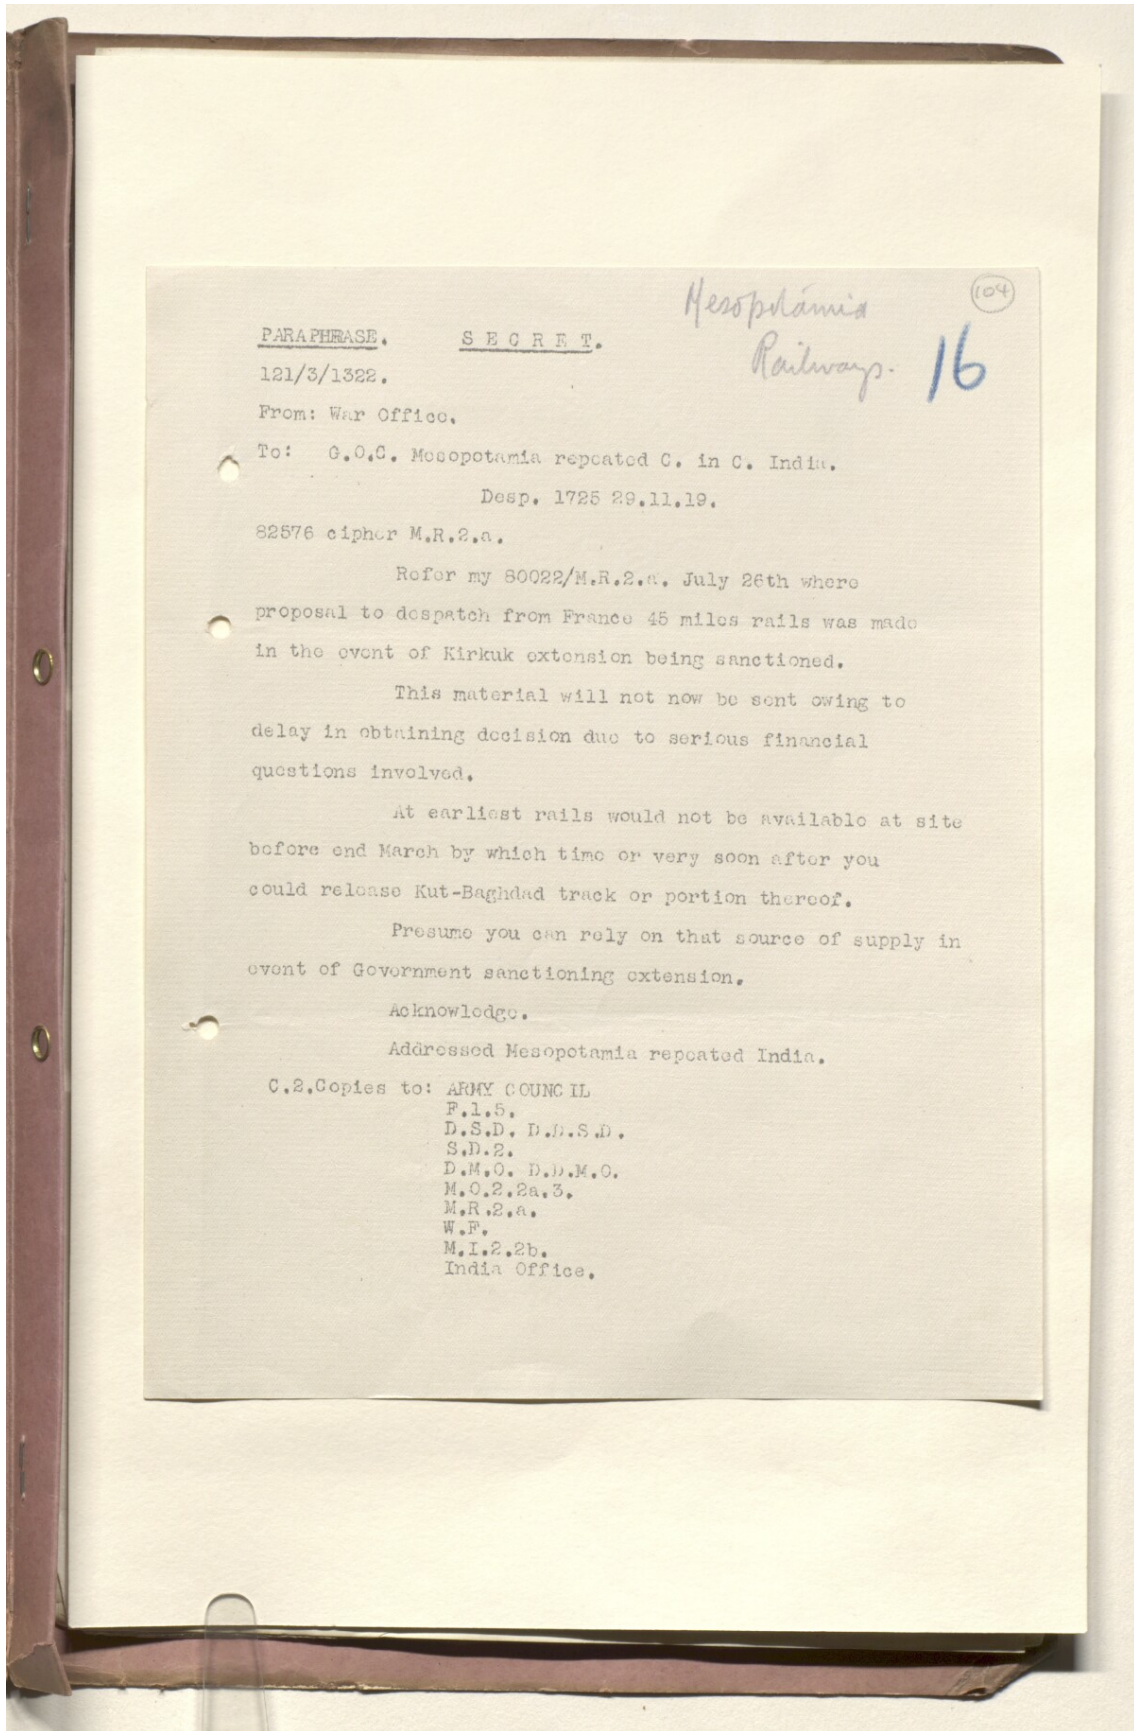 Mesopotamia
104
PARAPHRASE. SECRET.
Railways.
16
121/3/1322.
From: War Office.
To: G.O.C. Mesopotamia repeated C. in C. India.
Desp. 1725 29.11.19.
82576 cipher M.R.2.a.
Refer my 80022/M.R.2.a. July 26th where
proposal to despatch from France 45 miles rails was made
in the event of Kirkuk extension being sanctioned.
This material will not now be sent owing to
delay in obtaining decision due to serious financial
questions involved.
At earliest rails would not be available at site
before end March by which time or very soon after you
could release Kut-Baghdad track or portion thereof.
Presume you can rely on that source of supply in
event of Government sanctioning extension.
Acknowledge.
Addressed Mesopotamia repeated India.
C.2.Copies to: ARMY COUNCIL
F.1.5.
D.S.D. D.D.S.D.
S.D.2.
D.M.O. D.D.M.O.
M.O.2.2a.3.
M.R.2.a.
W.F.
M.I.2.2b.
India Office.